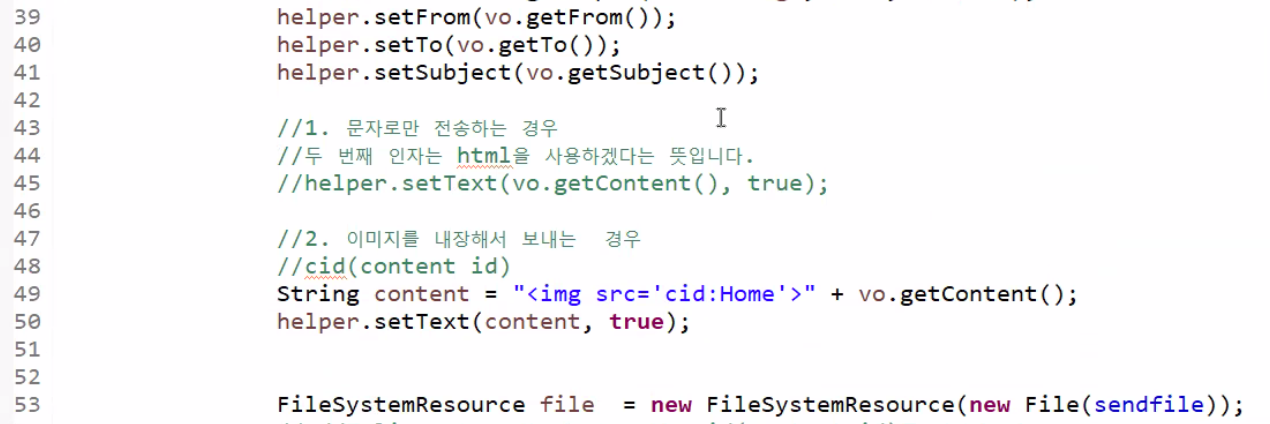 39 helper.setFrom(vo.getFrom());
40 helper.setTo(vo.getTo());
41 helper.setSubject(vo.getSubject());
42
43 //1. 문자로만 전송하는 경우
44 //두 번째 인자는 html을 사용하겠다는 뜻입니다.
45 //helper.setText(vo.getContent(), true);
46
47 //2. 이미지를 내장해서 보내는  경우
48 //cid(content id)
49 String content = "<img src='cid:Home'>" + vo.getContent();
50 helper.setText(content, true);
51
52
53 FileSystemResource file  = new FileSystemResource(new File(sendfile));